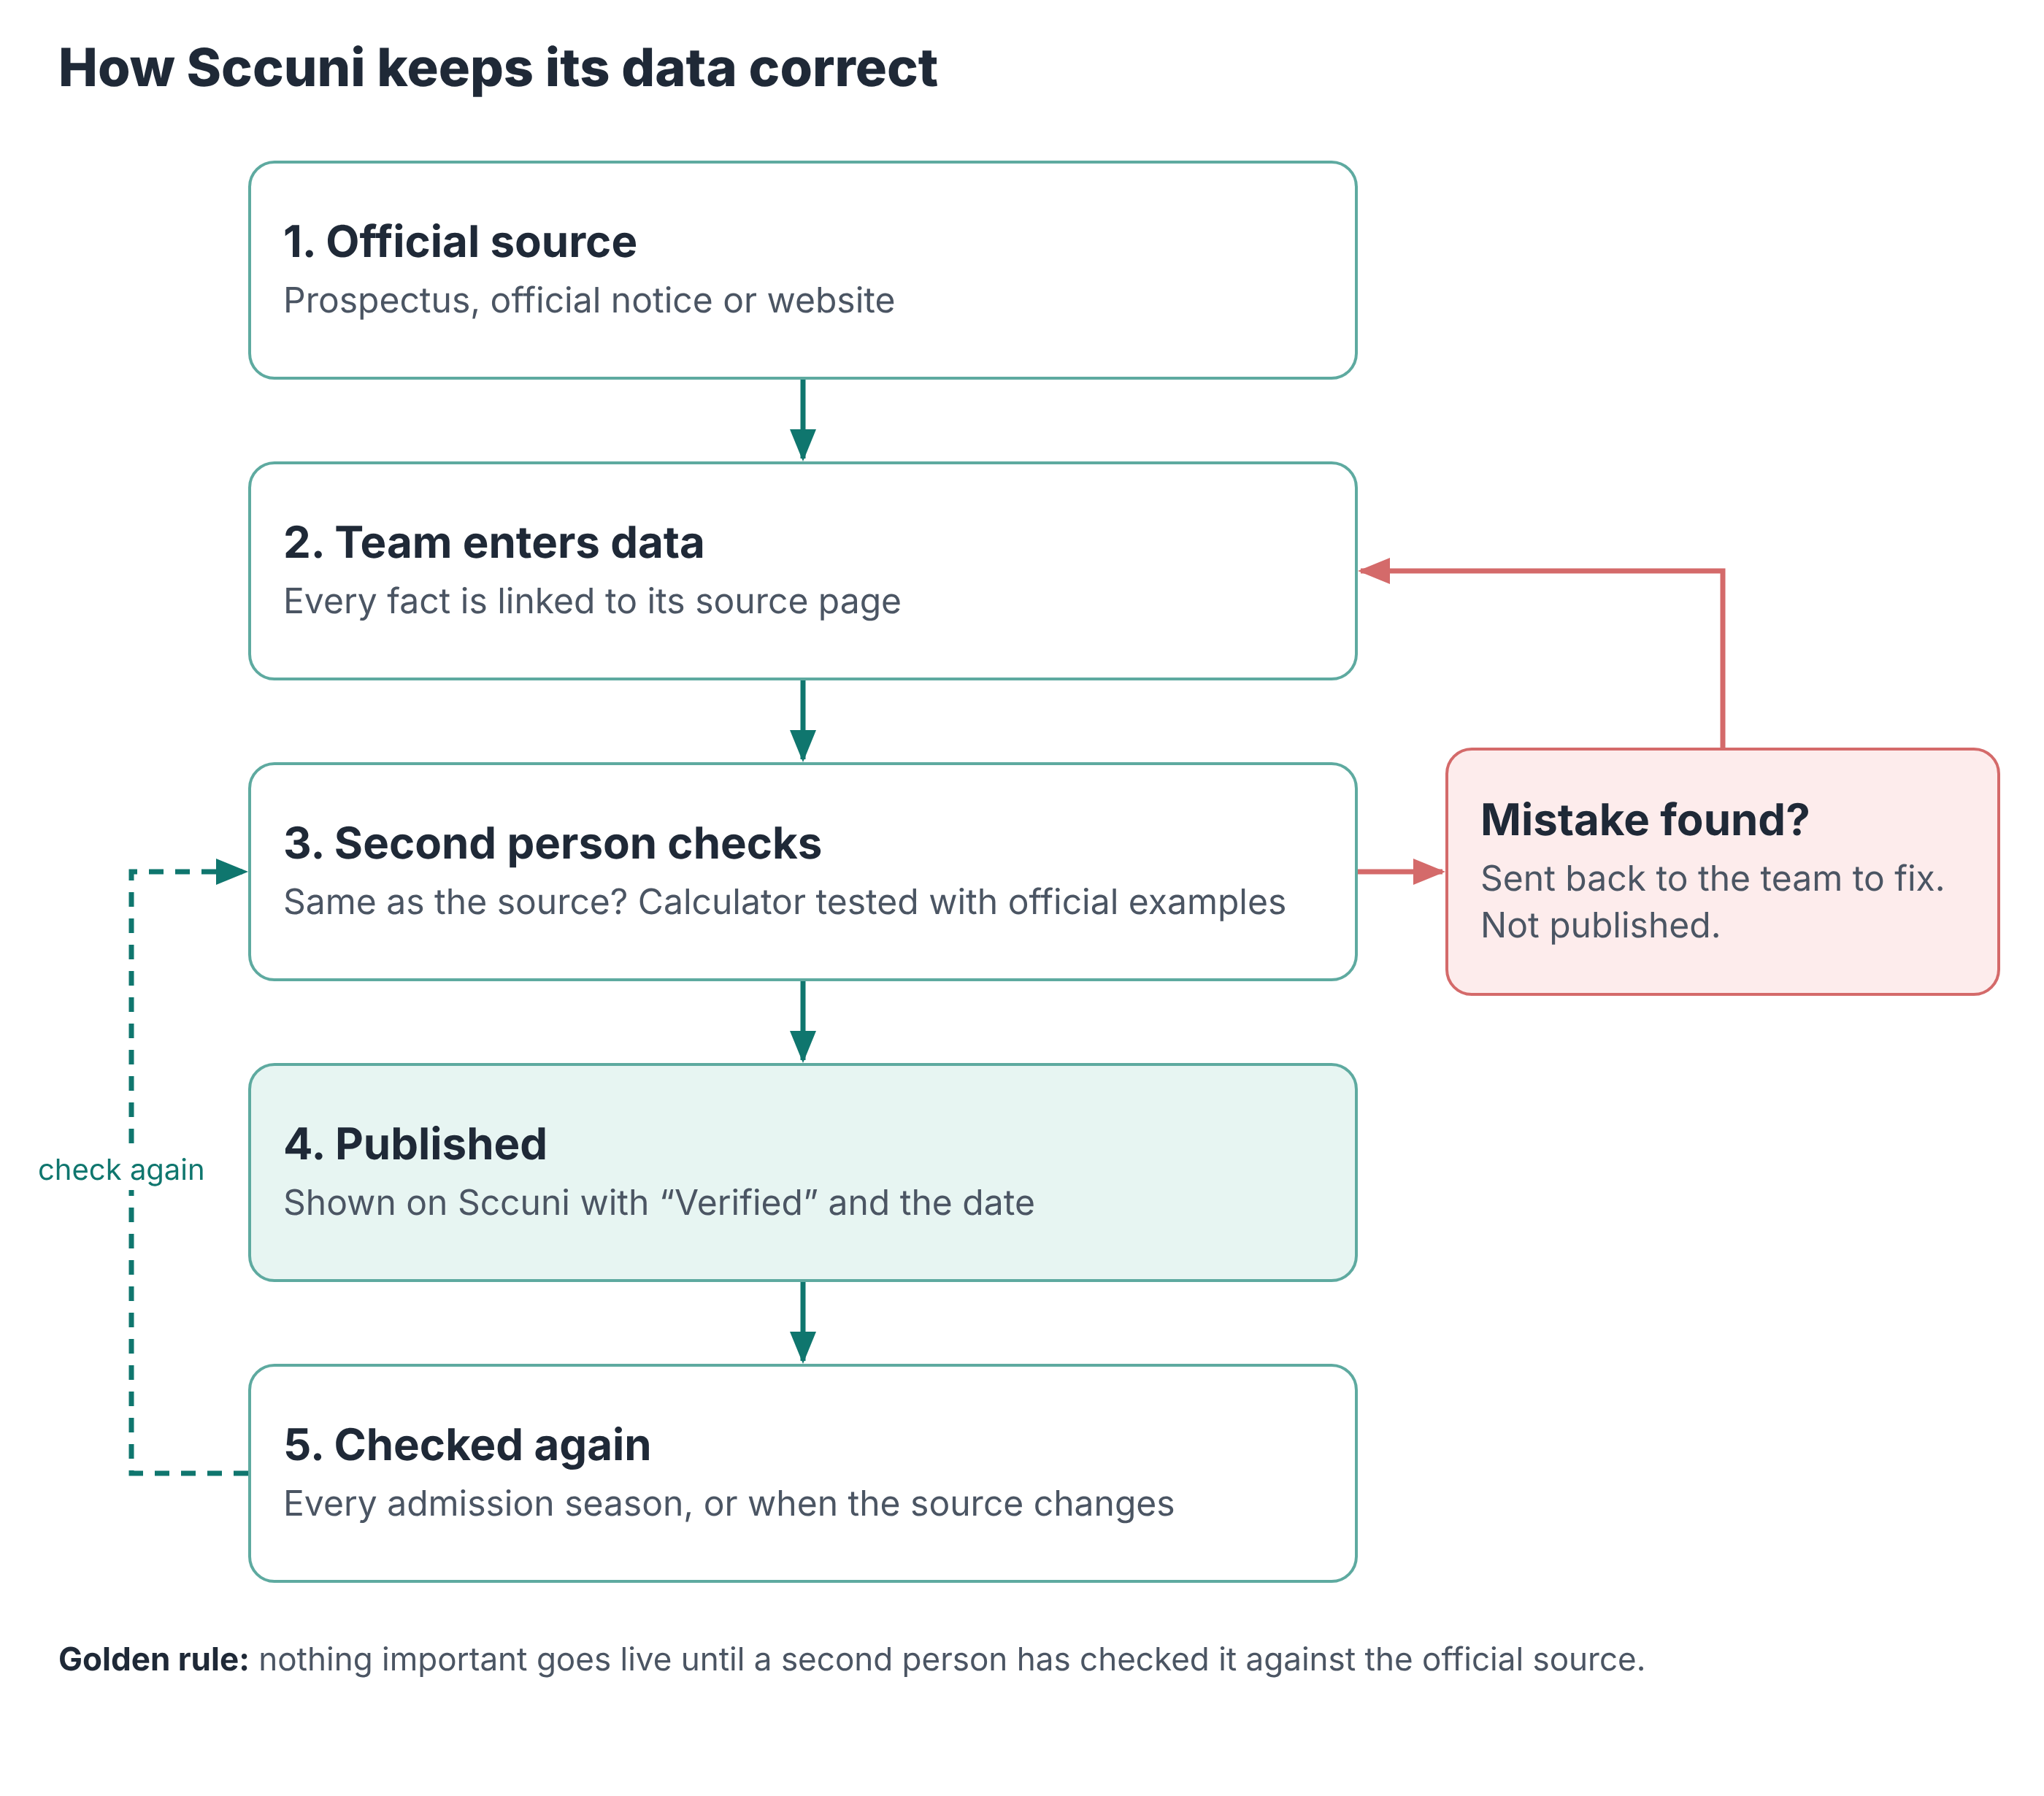 How Sccuni keeps its data correct
1. Official source
Prospectus, official notice or website
2. Team enters data
Every fact is linked to its source page
3. Second person checks
Same as the source? Calculator tested with official examples
Mistake found?
Sent back to the team to fix.
Not published.
4. Published
Shown on Sccuni with “Verified” and the date
check again
5. Checked again
Every admission season, or when the source changes
Golden rule: nothing important goes live until a second person has checked it against the official source.